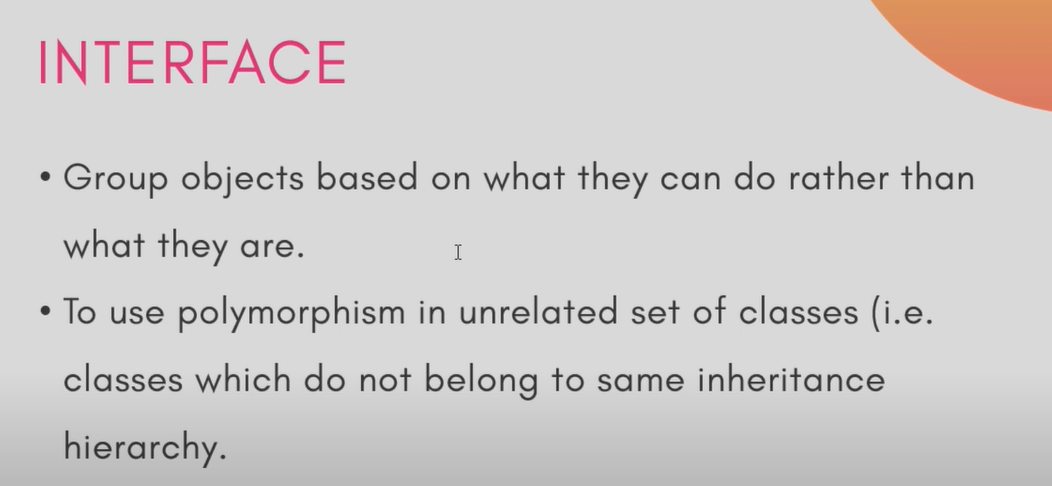 INTERFACE
• Group objects based on what they can do rather than
what they are.
• To use polymorphism in unrelated set of classes (i.e.
classes which do not belong to same inheritance
hierarchy.